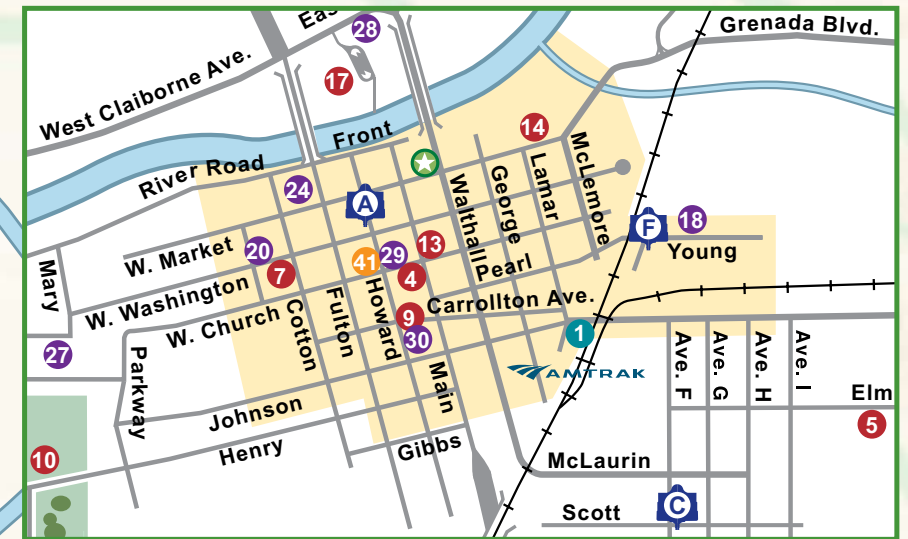 Eas
28
Grenada Blvd.
West Claiborne Ave.
17
Front
14
River Road
McLemore
Lamar
George
Walthall
24
A
F
18
Young
W. Market
20
13
29
41
Pearl
7
4
Mary
W. Washington
Carrollton Ave.
W. Church
9
Cotton
Fulton
Howard
30
1
27
Parkway
Main
AMTRAK
Ave. F
Ave. G
Ave. H
Ave. I
Elm
Johnson
5
Henry
Gibbs
10
McLaurin
C
Scott